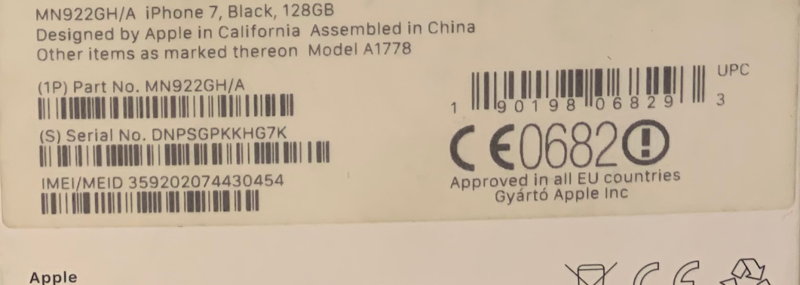 MN922GH/A iPhone 7, Black, 128GB
Designed by Apple in California Assembled in China
Other items as marked thereon Model A1778
(1P) Part No. MN922GH/A
(S) Serial No. DNPSGPKKHG7K
IMEI/MEID 359202074430454
UPC
1 90198 06829 3
CE0682
Approved in all EU countries
Gyártó Apple Inc
Apple
CE